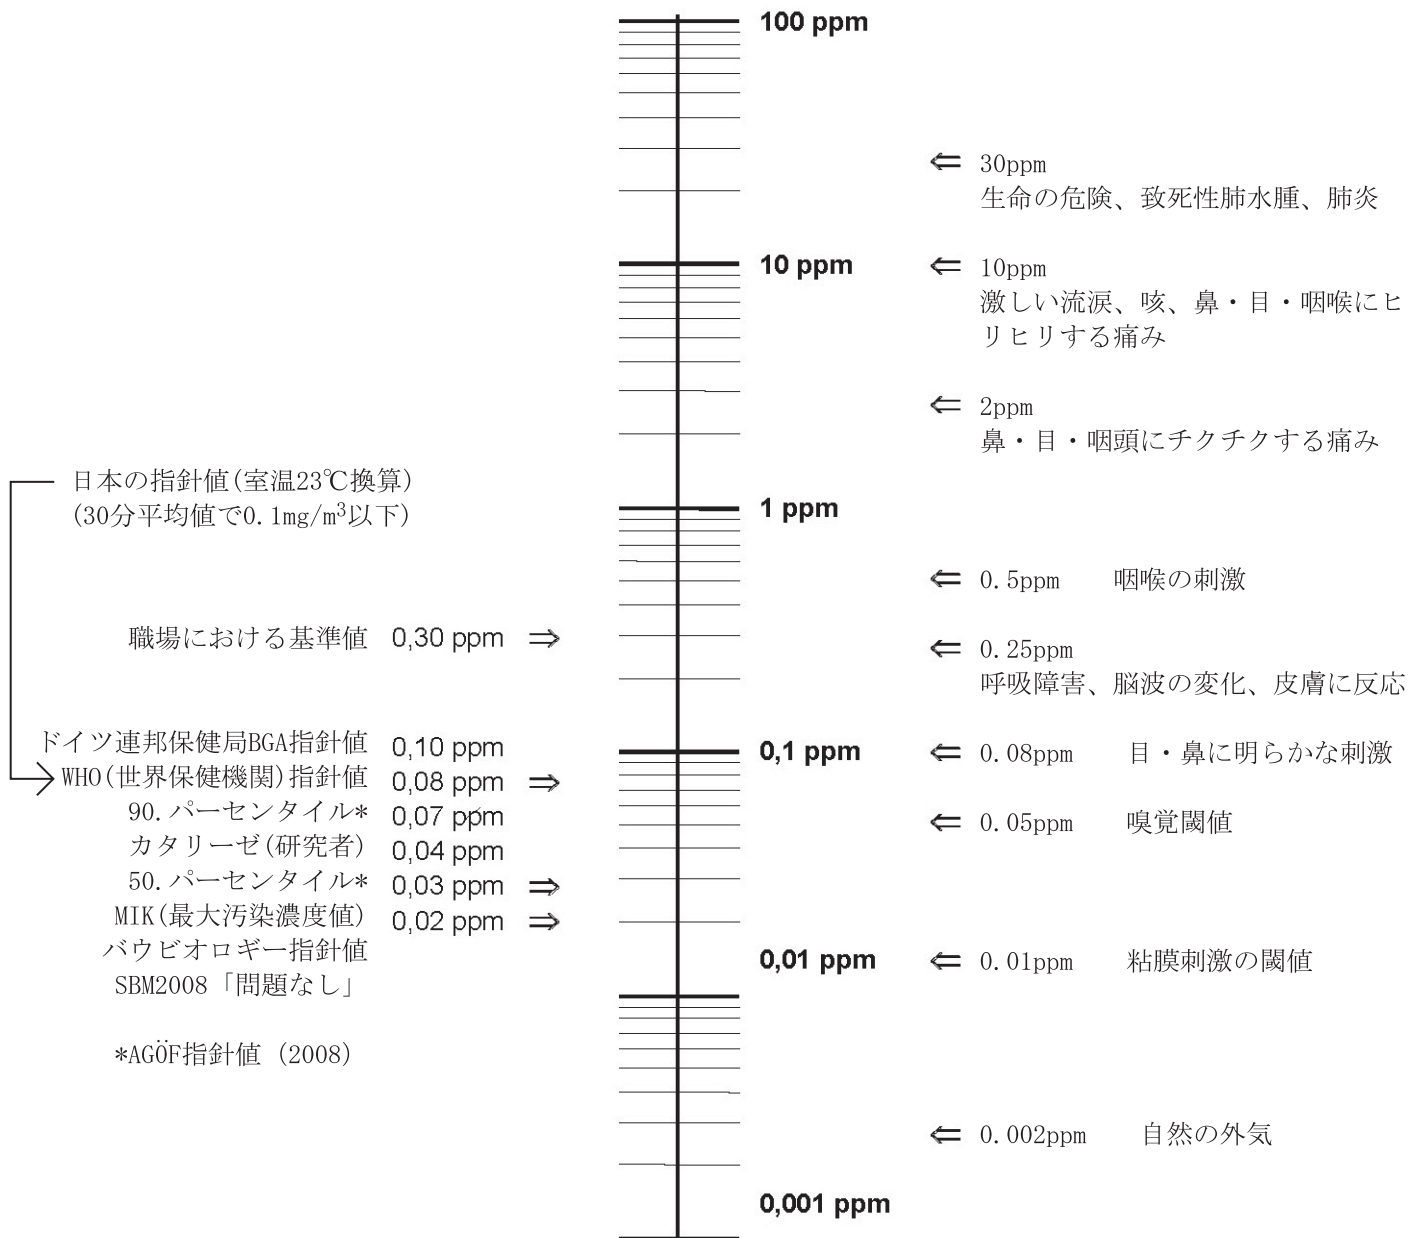 100 ppm
⇐ 30ppm
生命の危険、致死性肺水腫、肺炎
10 ppm
⇐ 10ppm
激しい流涙、咳、鼻・目・咽喉にヒ
リヒリする痛み
⇐ 2ppm
鼻・目・咽頭にチクチクする痛み
日本の指針値(室温23℃換算)
(30分平均値で0.1mg/m³以下)
1 ppm
⇐ 0.5ppm 咽喉の刺激
職場における基準値 0,30 ppm ⇒
⇐ 0.25ppm
呼吸障害、脳波の変化、皮膚に反応
ドイツ連邦保健局BGA指針値 0,10 ppm
0,1 ppm
⇐ 0.08ppm 目・鼻に明らかな刺激
WHO(世界保健機関)指針値 0,08 ppm ⇒
90.パーセンタイル* 0,07 ppm
⇐ 0.05ppm 嗅覚閾値
カタリーゼ(研究者) 0,04 ppm
50.パーセンタイル* 0,03 ppm ⇒
MIK(最大汚染濃度値) 0,02 ppm ⇒
バウビオロギー指針値
SBM2008「問題なし」
0,01 ppm
⇐ 0.01ppm 粘膜刺激の閾値
*AGÖF指針値 (2008)
⇐ 0.002ppm 自然の外気
0,001 ppm